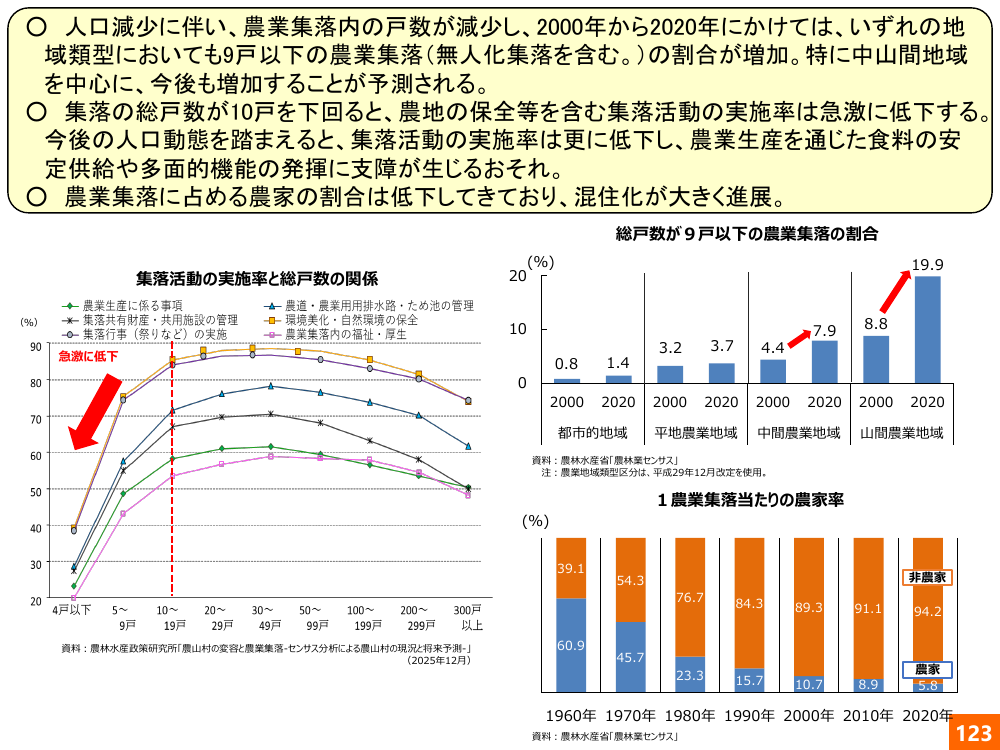 ○ 人口減少に伴い、農業集落内の戸数が減少し、2000年から2020年にかけては、いずれの地
域類型においても9戸以下の農業集落（無人化集落を含む。）の割合が増加。特に中山間地域
を中心に、今後も増加することが予測される。
○ 集落の総戸数が10戸を下回ると、農地の保全等を含む集落活動の実施率は急激に低下する。
今後の人口動態を踏まえると、集落活動の実施率は更に低下し、農業生産を通じた食料の安
定供給や多面的機能の発揮に支障が生じるおそれ。
○ 農業集落に占める農家の割合は低下してきており、混住化が大きく進展。
集落活動の実施率と総戸数の関係
農業生産に係る事項
農道・農業用用排水路・ため池の管理
集落共有財産・共用施設の管理
環境美化・自然環境の保全
集落行事（祭りなど）の実施
農業集落内の福祉・厚生
(%)
急激に低下
90
80
70
60
50
40
30
20
4戸以下 5～ 10～ 20～ 30～ 50～ 100～ 200～ 300戸
9戸 19戸 29戸 49戸 99戸 199戸 299戸 以上
資料：農林水産政策研究所「農山村の変容と農業集落-センサス分析による農山村の現況と将来予測-」
（2025年12月）
総戸数が９戸以下の農業集落の割合
(%)
20
10
0
0.8 1.4 3.2 3.7 4.4 7.9 8.8 19.9
2000 2020 2000 2020 2000 2020 2000 2020
都市的地域 平地農業地域 中間農業地域 山間農業地域
資料：農林水産省「農林業センサス」
注：農業地域類型区分は、平成29年12月改定を使用。
１農業集落当たりの農家率
(%)
39.1 54.3 76.7 84.3 89.3 91.1 94.2
非農家
60.9 45.7 23.3 15.7 10.7 8.9 5.8
農家
1960年 1970年 1980年 1990年 2000年 2010年 2020年
資料：農林水産省「農林業センサス」
123